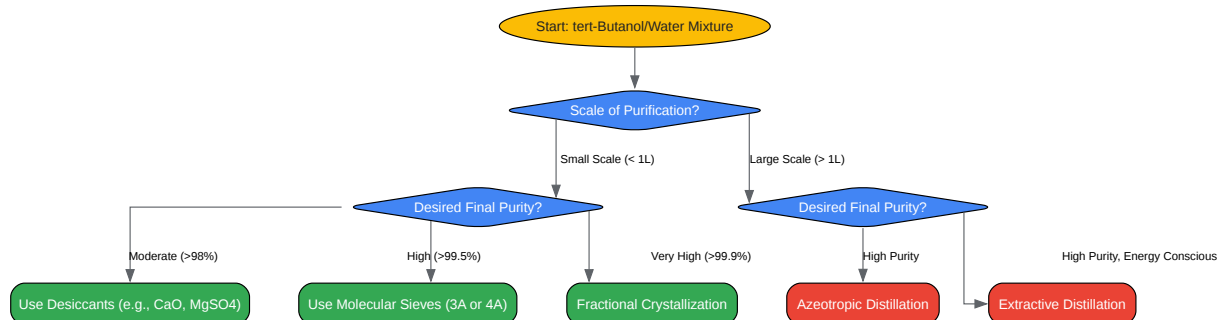 Start: tert-Butanol/Water Mixture
Scale of Purification?
Small Scale (< 1L)
Large Scale (> 1L)
Desired Final Purity?
Desired Final Purity?
Moderate (>98%)
High (>99.5%)
Very High (>99.9%)
High Purity
High Purity, Energy Conscious
Use Desiccants (e.g., CaO, MgSO4)
Use Molecular Sieves (3A or 4A)
Fractional Crystallization
Azeotropic Distillation
Extractive Distillation